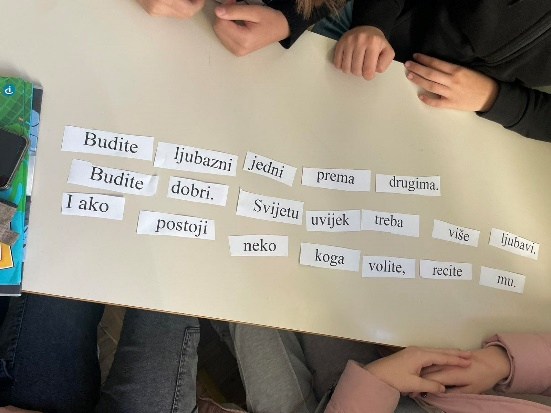 Budite ljubazni jedni prema drugima.
Budite dobri. Svijetu uvijek treba više ljubavi.
I ako postoji neko koga volite, recite mu.